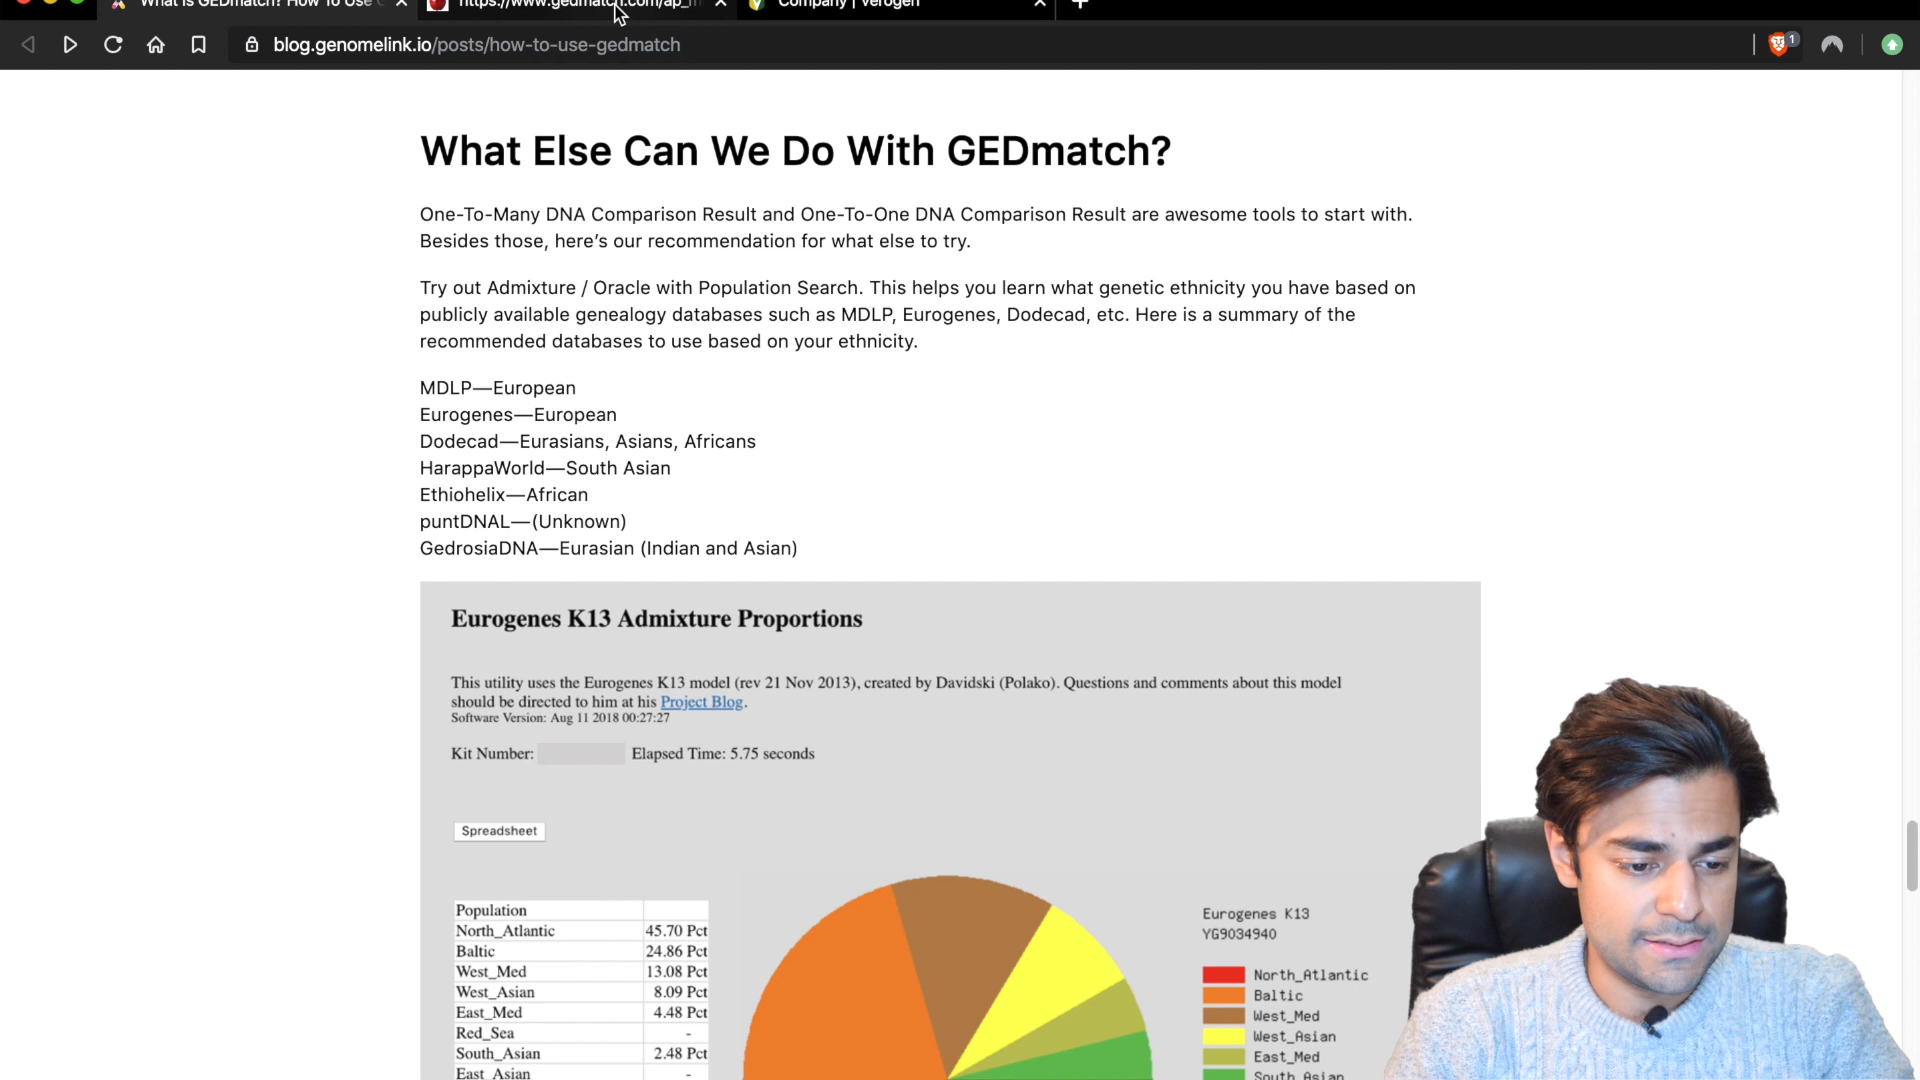 What is GEDmatch? How To Use
https://www.gedmatch.com/ap_
Company | Verogen
blog.genomelink.io/posts/how-to-use-gedmatch
1
What Else Can We Do With GEDmatch?
One-To-Many DNA Comparison Result and One-To-One DNA Comparison Result are awesome tools to start with.
Besides those, here’s our recommendation for what else to try.
Try out Admixture / Oracle with Population Search. This helps you learn what genetic ethnicity you have based on
publicly available genealogy databases such as MDLP, Eurogenes, Dodecad, etc. Here is a summary of the
recommended databases to use based on your ethnicity.
MDLP—European
Eurogenes—European
Dodecad—Eurasians, Asians, Africans
HarappaWorld—South Asian
Ethiohelix—African
puntDNAL—(Unknown)
GedrosiaDNA—Eurasian (Indian and Asian)
Eurogenes K13 Admixture Proportions
This utility uses the Eurogenes K13 model (rev 21 Nov 2013), created by Davidski (Polako). Questions and comments about this model
should be directed to him at his Project Blog.
Software Version: Aug 11 2018 00:27:27
Kit Number: Elapsed Time: 5.75 seconds
Spreadsheet
Population
North_Atlantic 45.70 Pct
Baltic 24.86 Pct
West_Med 13.08 Pct
West_Asian 8.09 Pct
East_Med 4.48 Pct
Red_Sea -
South_Asian 2.48 Pct
East_Asian -
Eurogenes K13
YG9034940
North_Atlantic
Baltic
West_Med
West_Asian
East_Med
South_Asian